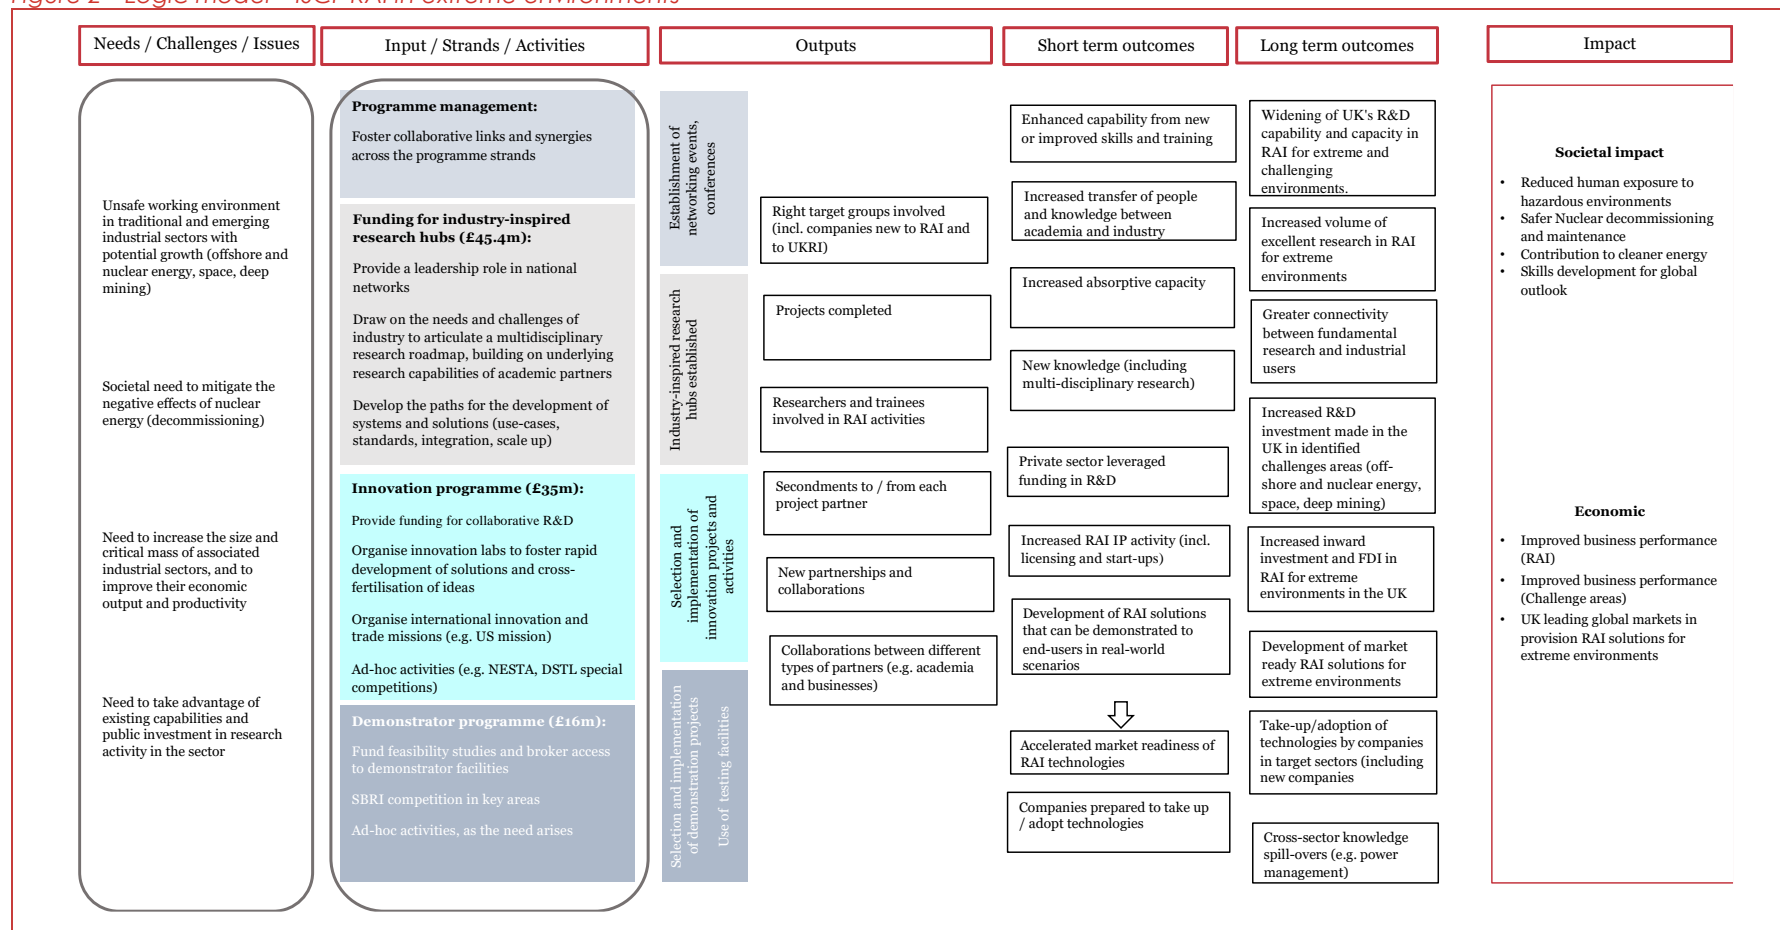 Figure 2 - Logic model - ISCF RAI in extreme environments
Needs / Challenges / Issues
Input / Strands / Activities
Outputs
Short term outcomes
Long term outcomes
Impact
Unsafe working environment
in traditional and emerging
industrial sectors with
potential growth (offshore and
nuclear energy, space, deep
mining)
Societal need to mitigate the
negative effects of nuclear
energy (decommissioning)
Need to increase the size and
critical mass of associated
industrial sectors, and to
improve their economic
output and productivity
Need to take advantage of
existing capabilities and
public investment in research
activity in the sector
Programme management:
Foster collaborative links and synergies
across the programme strands
Funding for industry-inspired
research hubs (£45.4m):
Provide a leadership role in national
networks
Draw on the needs and challenges of
industry to articulate a multidisciplinary
research roadmap, building on underlying
research capabilities of academic partners
Develop the paths for the development of
systems and solutions (use-cases,
standards, integration, scale up)
Innovation programme (£35m):
Provide funding for collaborative R&D
Organise innovation labs to foster rapid
development of solutions and cross-
fertilisation of ideas
Organise international innovation and
trade missions (e.g. US mission)
Ad-hoc activities (e.g. NESTA, DSTL special
competitions)
Demonstrator programme (£16m):
Fund feasibility studies and broker access
to demonstrator facilities
SBRI competition in key areas
Ad-hoc activities, as the need arises
Establishment of
networking events,
conferences
Industry-inspired research
hubs established
Selection and
implementation of
innovation projects and
activities
Selection and implementation
of demonstration projects
Use of testing facilities
Right target groups involved
(incl. companies new to RAI and
to UKRI)
Projects completed
Researchers and trainees
involved in RAI activities
Secondments to / from each
project partner
New partnerships and
collaborations
Collaborations between different
types of partners (e.g. academia
and businesses)
Enhanced capability from new
or improved skills and training
Increased transfer of people
and knowledge between
academia and industry
Increased absorptive capacity
New knowledge (including
multi-disciplinary research)
Private sector leveraged
funding in R&D
Increased RAI IP activity (incl.
licensing and start-ups)
Development of RAI solutions
that can be demonstrated to
end-users in real-world
scenarios
Accelerated market readiness of
RAI technologies
Companies prepared to take up
/ adopt technologies
Widening of UK's R&D
capability and capacity in
RAI for extreme and
challenging
environments.
Increased volume of
excellent research in RAI
for extreme
environments
Greater connectivity
between fundamental
research and industrial
users
Increased R&D
investment made in the
UK in identified
challenges areas (off-
shore and nuclear energy,
space, deep mining)
Increased inward
investment and FDI in
RAI for extreme
environments in the UK
Development of market
ready RAI solutions for
extreme environments
Take-up/adoption of
technologies by companies
in target sectors (including
new companies
Cross-sector knowledge
spill-overs (e.g. power
management)
Societal impact
• Reduced human exposure to
hazardous environments
• Safer Nuclear decommissioning
and maintenance
• Contribution to cleaner energy
• Skills development for global
outlook
Economic
• Improved business performance
(RAI)
• Improved business performance
(Challenge areas)
• UK leading global markets in
provision RAI solutions for
extreme environments